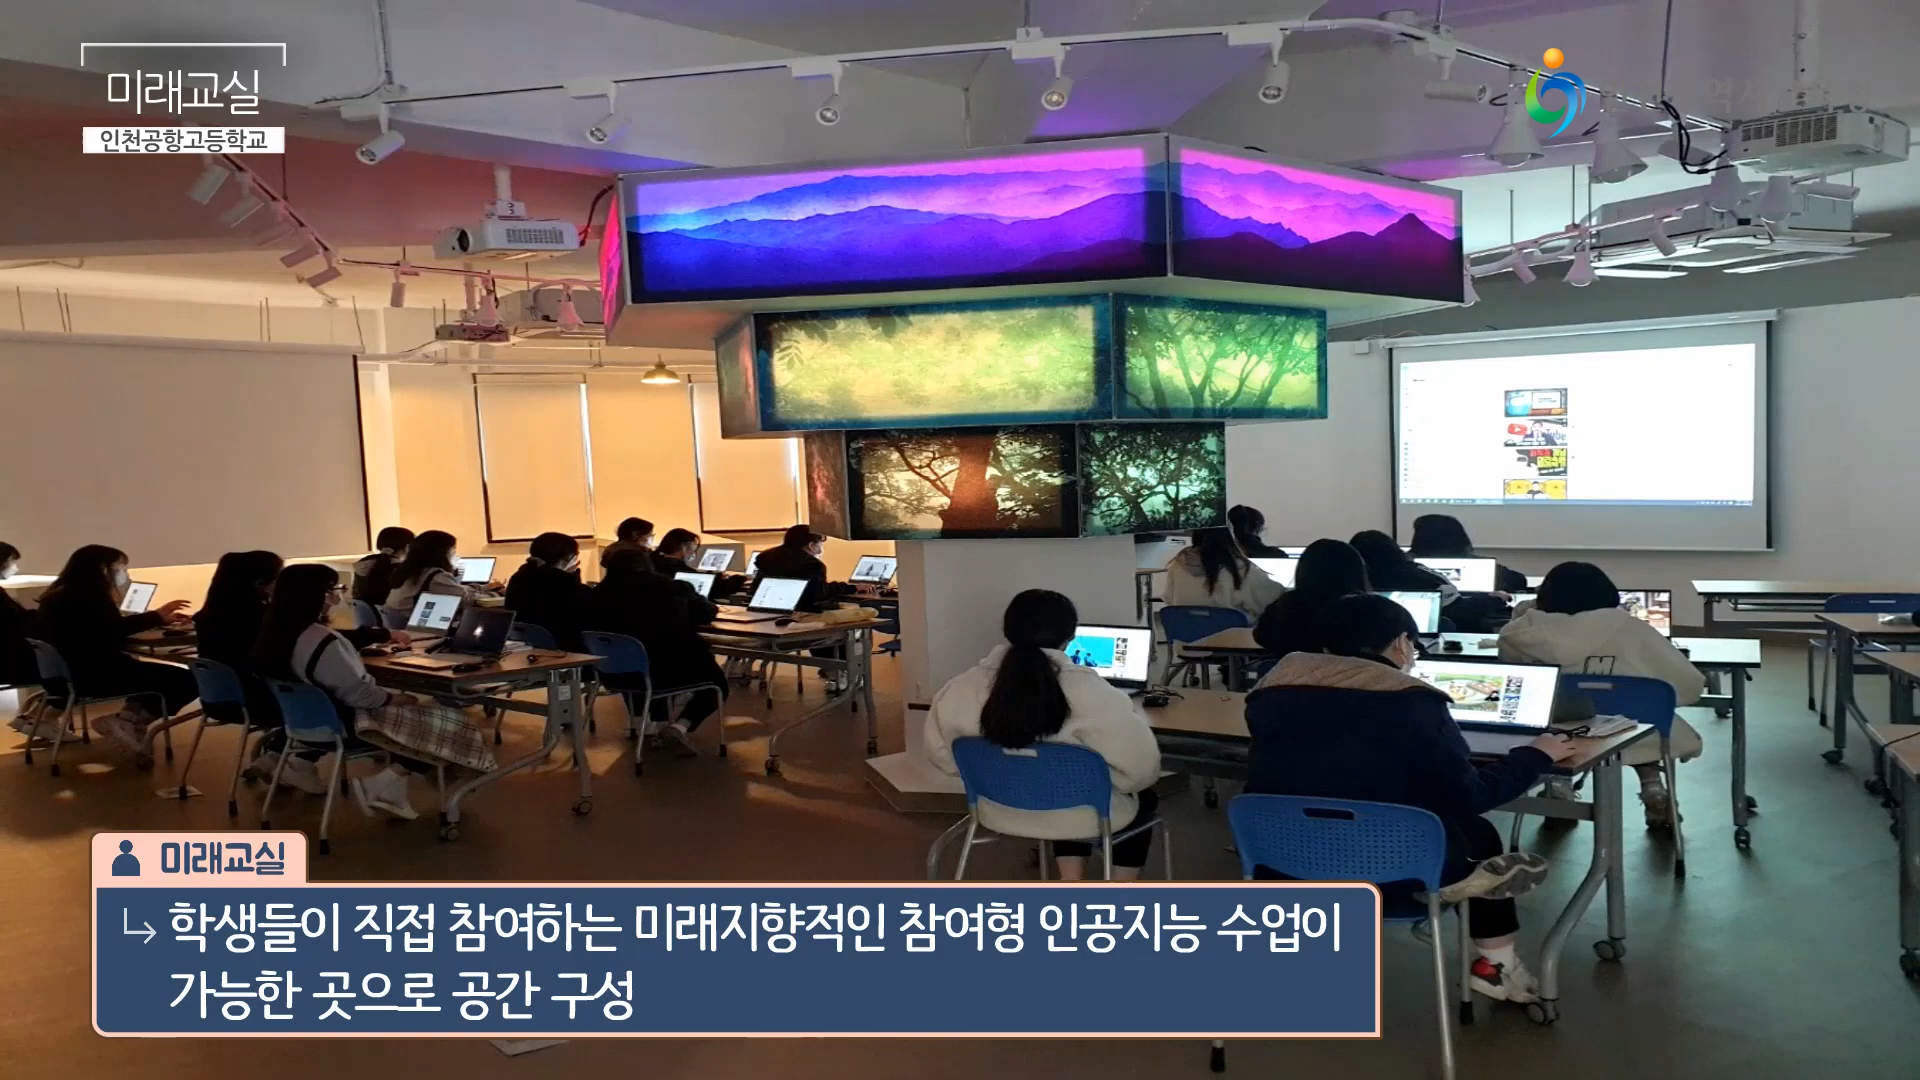 미래교실
인천공항고등학교
미래교실
학생들이 직접 참여하는 미래지향적인 참여형 인공지능 수업이
가능한 곳으로 공간 구성